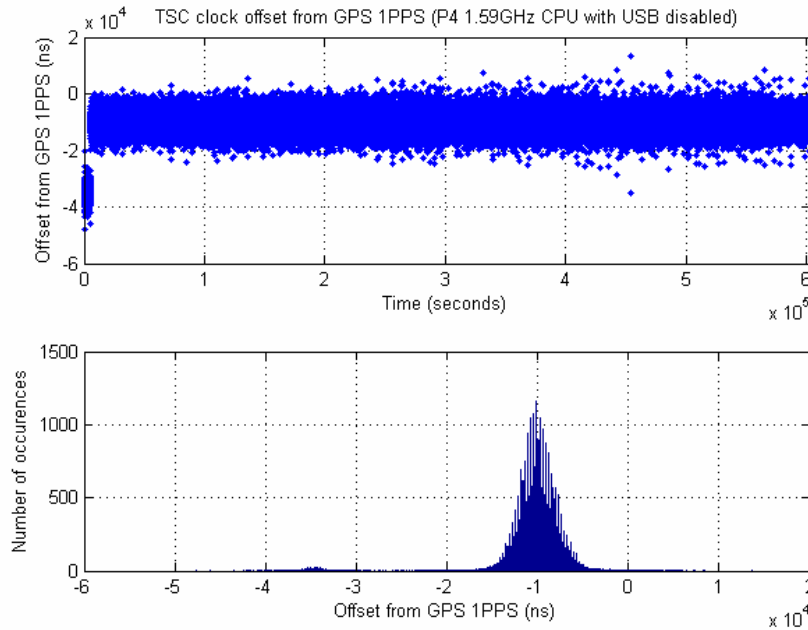 TSC clock offset from GPS 1PPS (P4 1.59GHz CPU with USB disabled)
x 10^4
Offset from GPS 1PPS (ns)
2
0
-2
-4
-6
0 1 2 3 4 5 6
Time (seconds)
x 10^5
Number of occurences
1500
1000
500
0
-6 -5 -4 -3 -2 -1 0 1 2
Offset from GPS 1PPS (ns)
x 10^4